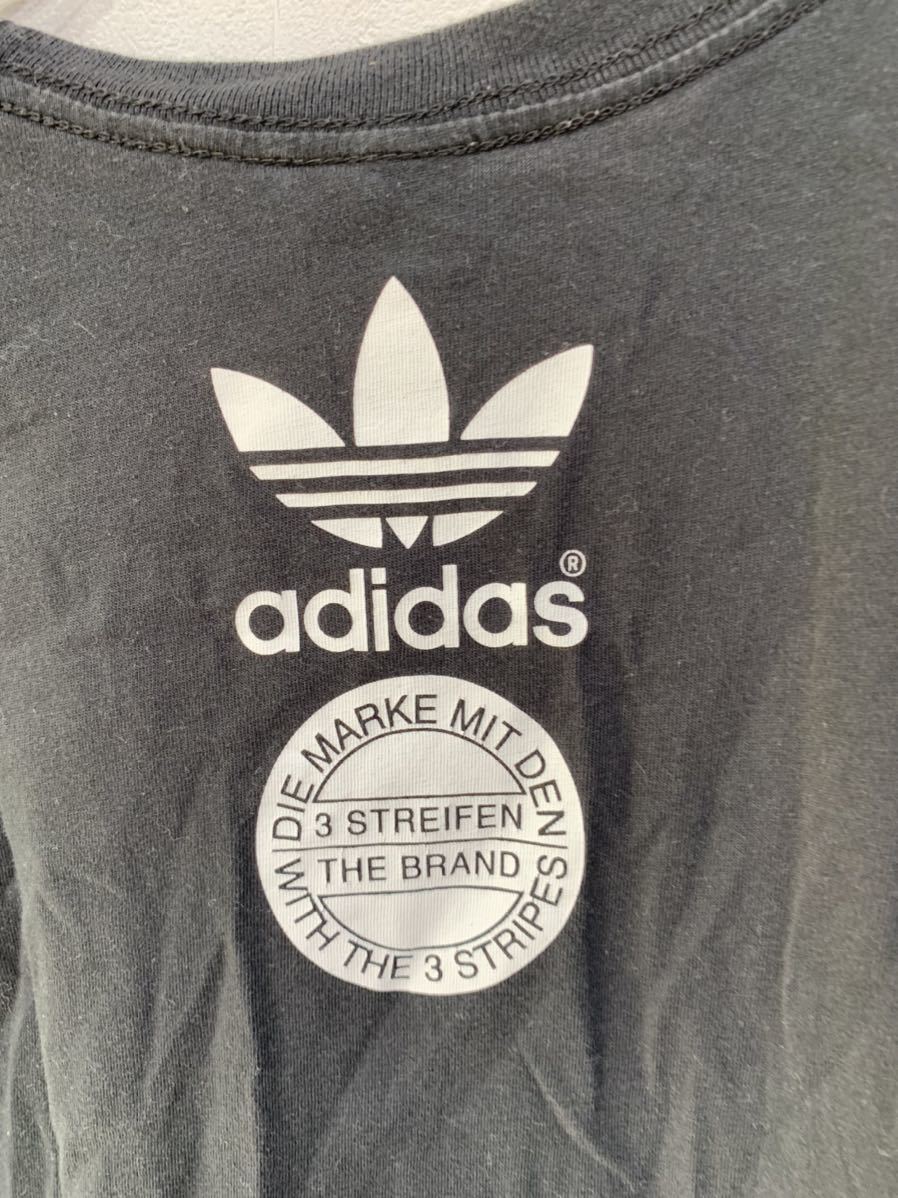 adidas®
DIE MARKE MIT DEN
3 STREIFEN
THE BRAND
WITH THE 3 STRIPES